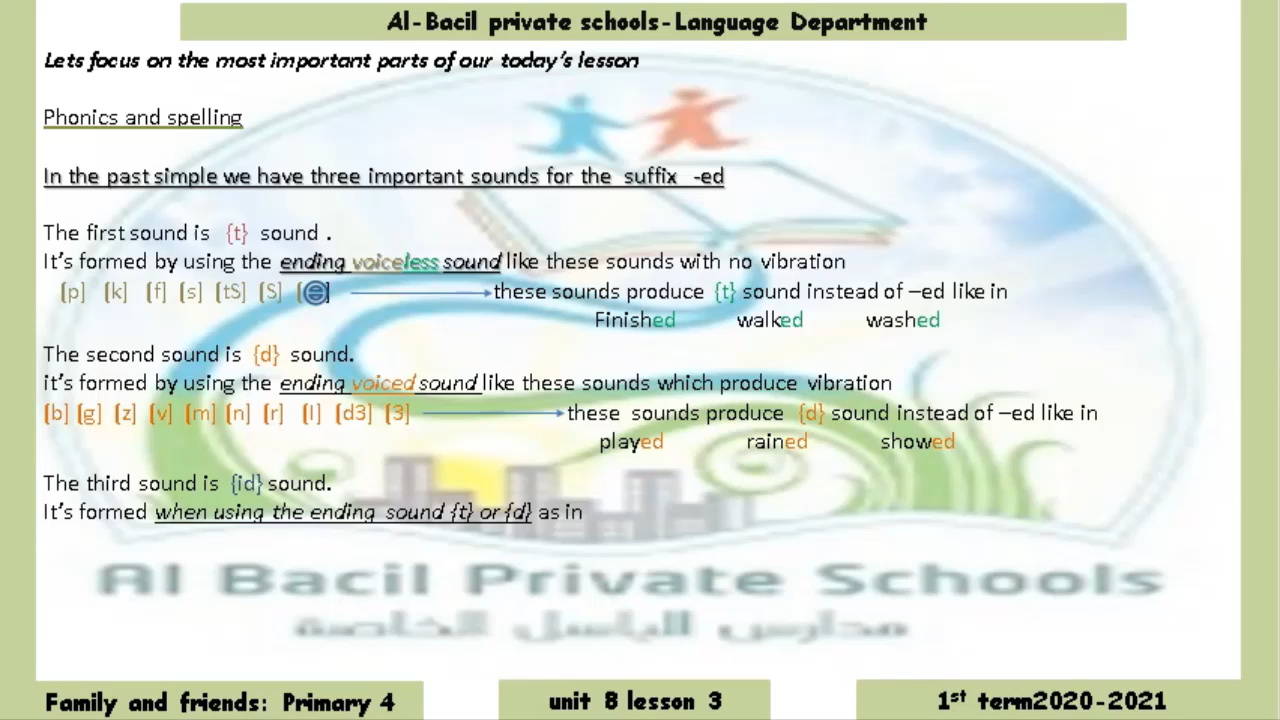 Al-Bacil private schools-Language Department
Lets focus on the most important parts of our today's lesson
Phonics and spelling
In the past simple we have three important sounds for the suffix -ed
The first sound is {t} sound .
It's formed by using the ending voiceless sound like these sounds with no vibration
[p] [k] [f] [s] [tS] [S] [Ɵ] these sounds produce {t} sound instead of –ed like in
Finished walked washed
The second sound is {d} sound.
it's formed by using the ending voiced sound like these sounds which produce vibration
[b] [g] [z] [v] [m] [n] [r] [l] [d3] [3] these sounds produce {d} sound instead of –ed like in
played rained showed
The third sound is {id} sound.
It's formed when using the ending sound {t} or {d} as in
Al Bacil Private Schools
مدارس الباسل الخاصة
Family and friends: Primary 4
unit 8 lesson 3
1st term2020-2021